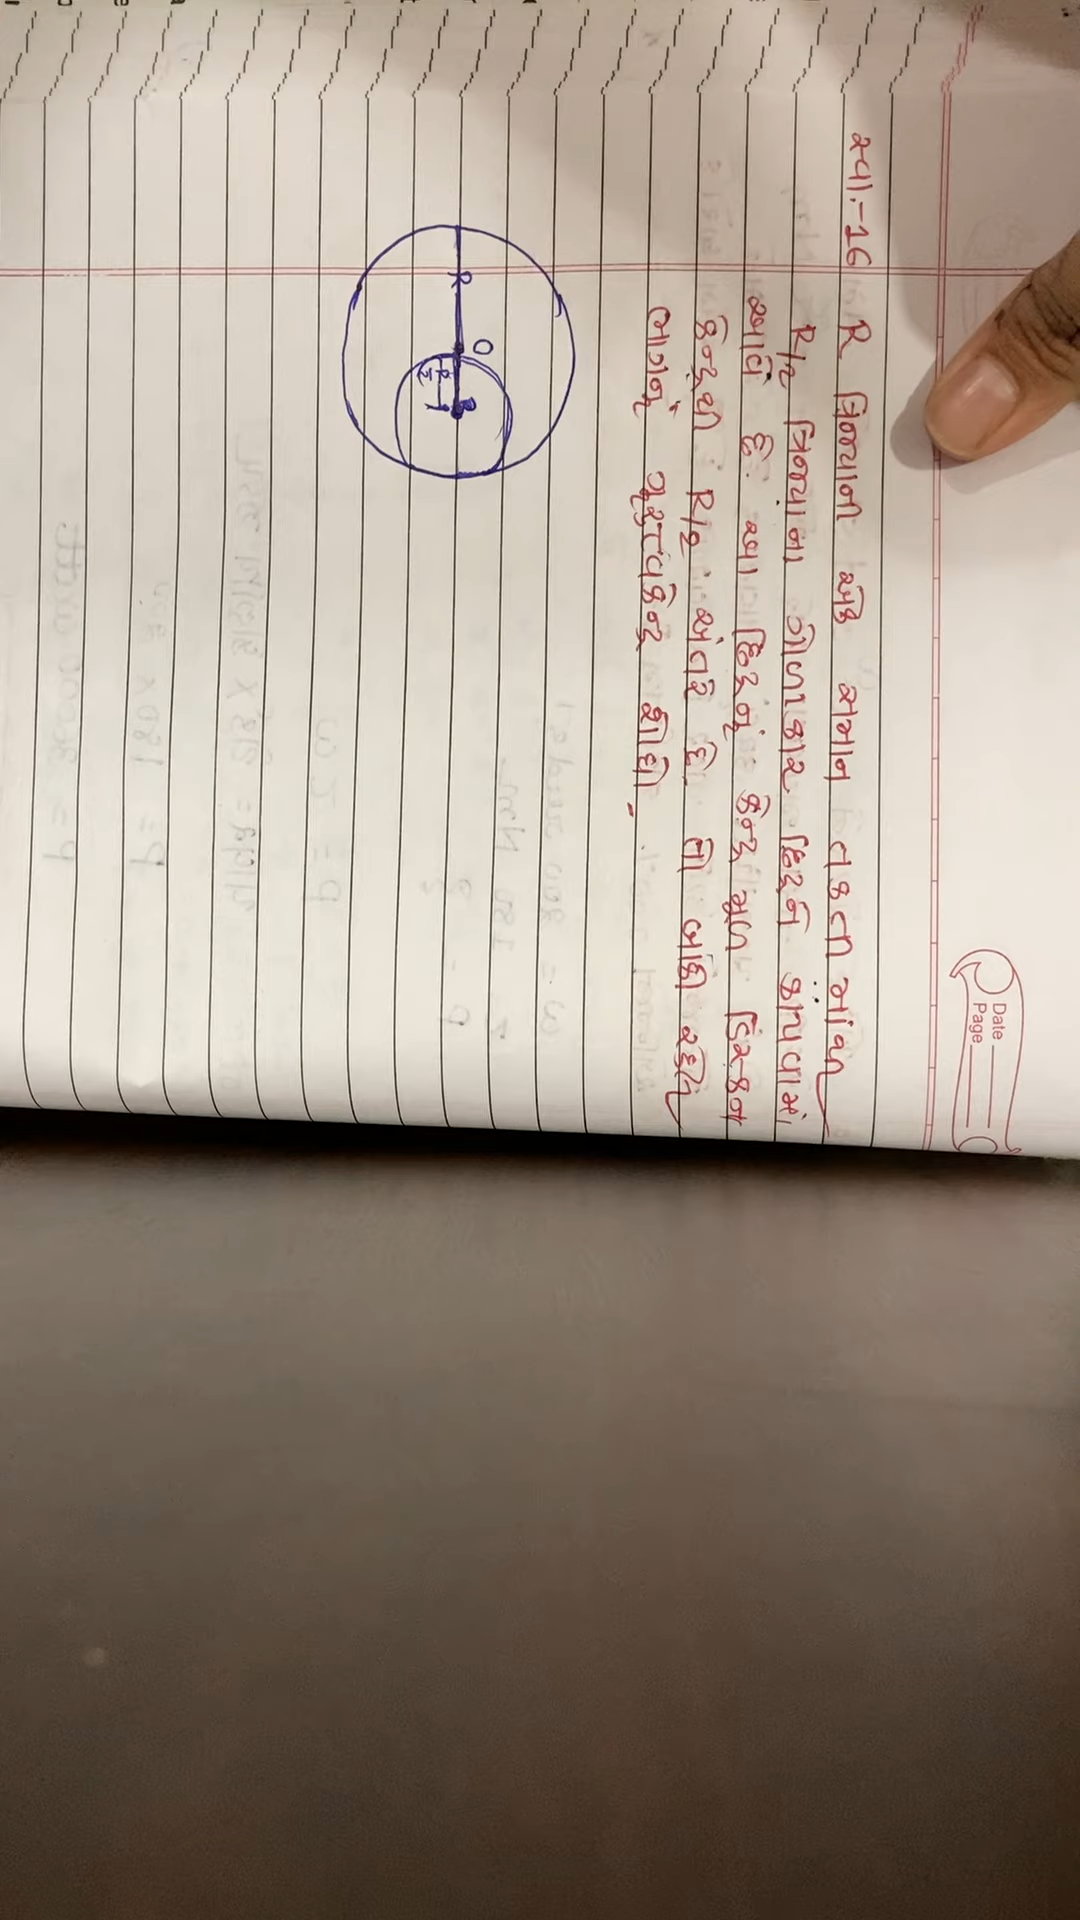 Date
Page
સ્વા.-16 R ત્રિજ્યાની એક સમાન તકતી માંથી
R/2 ત્રિજ્યાના ગોળાકાર છિદ્રને કાપવામાં
આવે છે. આ છિદ્રનું કેન્દ્ર મૂળ ડિસ્કના
કેન્દ્રથી R/2 અંતરે છે. તો બાકી રહેલ
ભાગનું ગુરુત્વકેન્દ્ર શોધો.
R O R/2